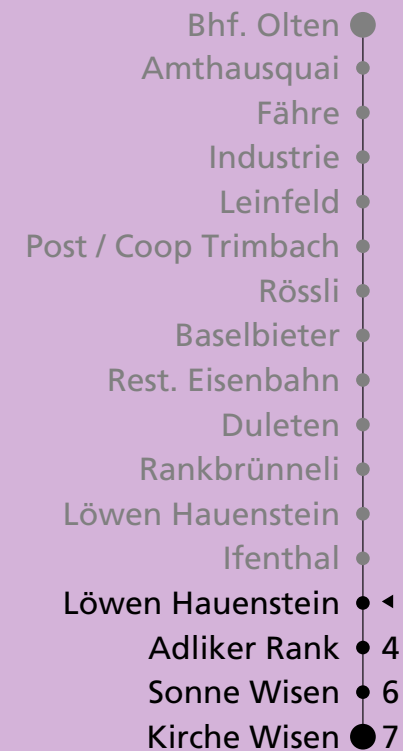 Bhf. Olten
Amthausquai
Fähre
Industrie
Leinfeld
Post / Coop Trimbach
Rössli
Baselbieter
Rest. Eisenbahn
Duleten
Rankbrünneli
Löwen Hauenstein
Ifenthal
Löwen Hauenstein
Adliker Rank 4
Sonne Wisen 6
Kirche Wisen 7